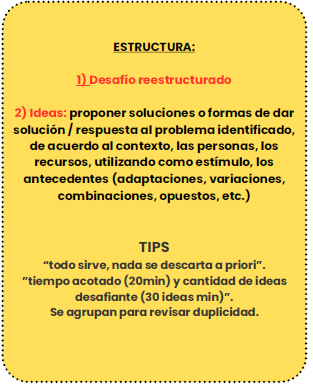 ESTRUCTURA:
1) Desafío reestructurado
2) Ideas: proponer soluciones o formas de dar
solución / respuesta al problema identificado,
de acuerdo al contexto, las personas, los
recursos, utilizando como estímulo, los
antecedentes (adaptaciones, variaciones,
combinaciones, opuestos, etc.)
TIPS
“todo sirve, nada se descarta a priori”.
”tiempo acotado (20min) y cantidad de ideas
desafiante (30 ideas min)”.
Se agrupan para revisar duplicidad.